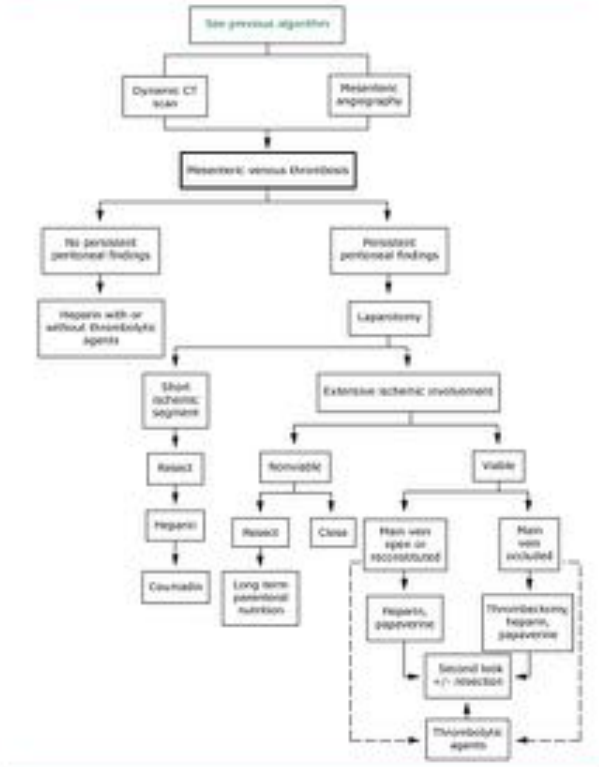 See previous algorithm
Dynamic CT
scan
Mesenteric
angiography
Mesenteric venous thrombosis
No persistent
peritoneal findings
Persistent
peritoneal findings
Heparin with or
without thrombolytic
agents
Laparotomy
Short
ischemic
segment
Extensive ischemic involvement
Resect
Nonviable
Viable
Heparin
Resect
Close
Main vein
open or
reconstituted
Main
vein
occluded
Coumadin
Long term
parenteral
nutrition
Heparin,
papaverine
Thrombectomy,
heparin,
papaverine
Second look
+/- resection
Thrombolytic
agents